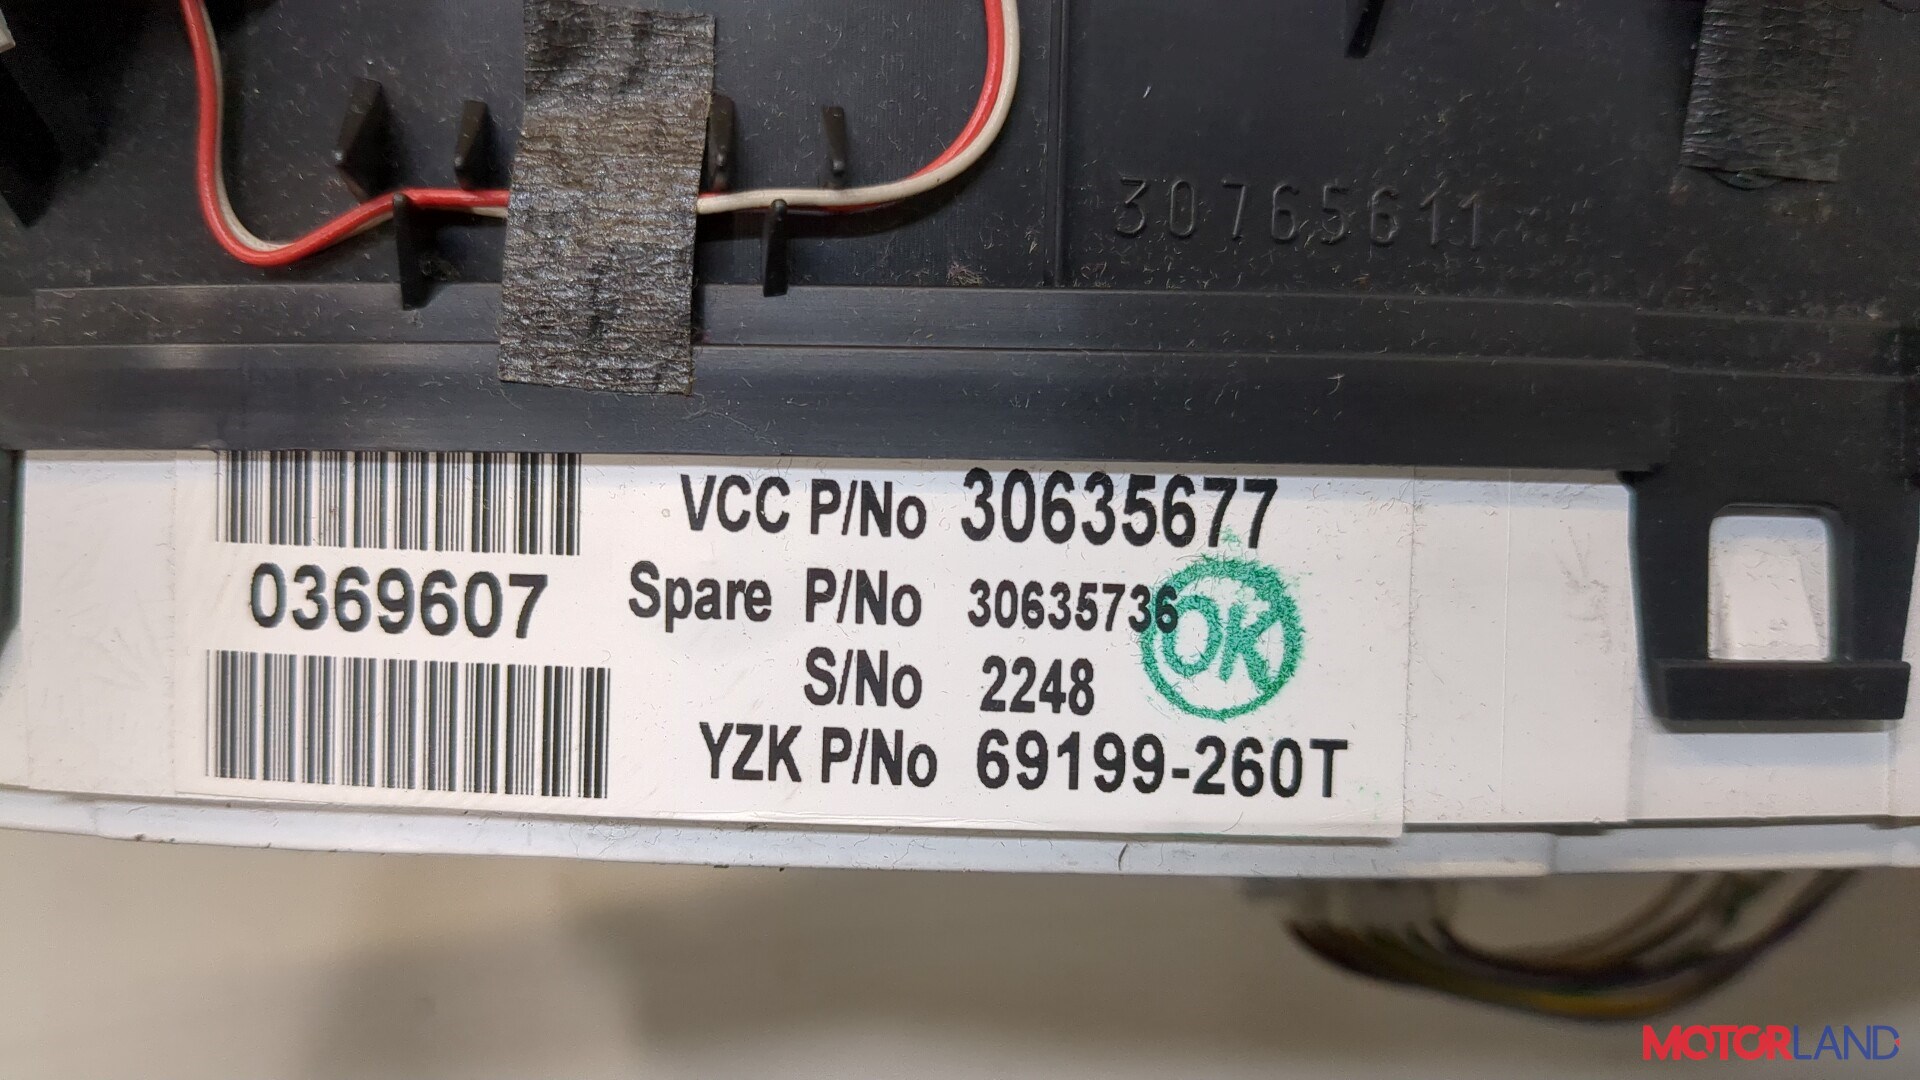 30765611
VCC P/No 30635677
0369607
Spare P/No 30635736
OK
S/No 2248
YZK P/No 69199-260T
MOTORLAND